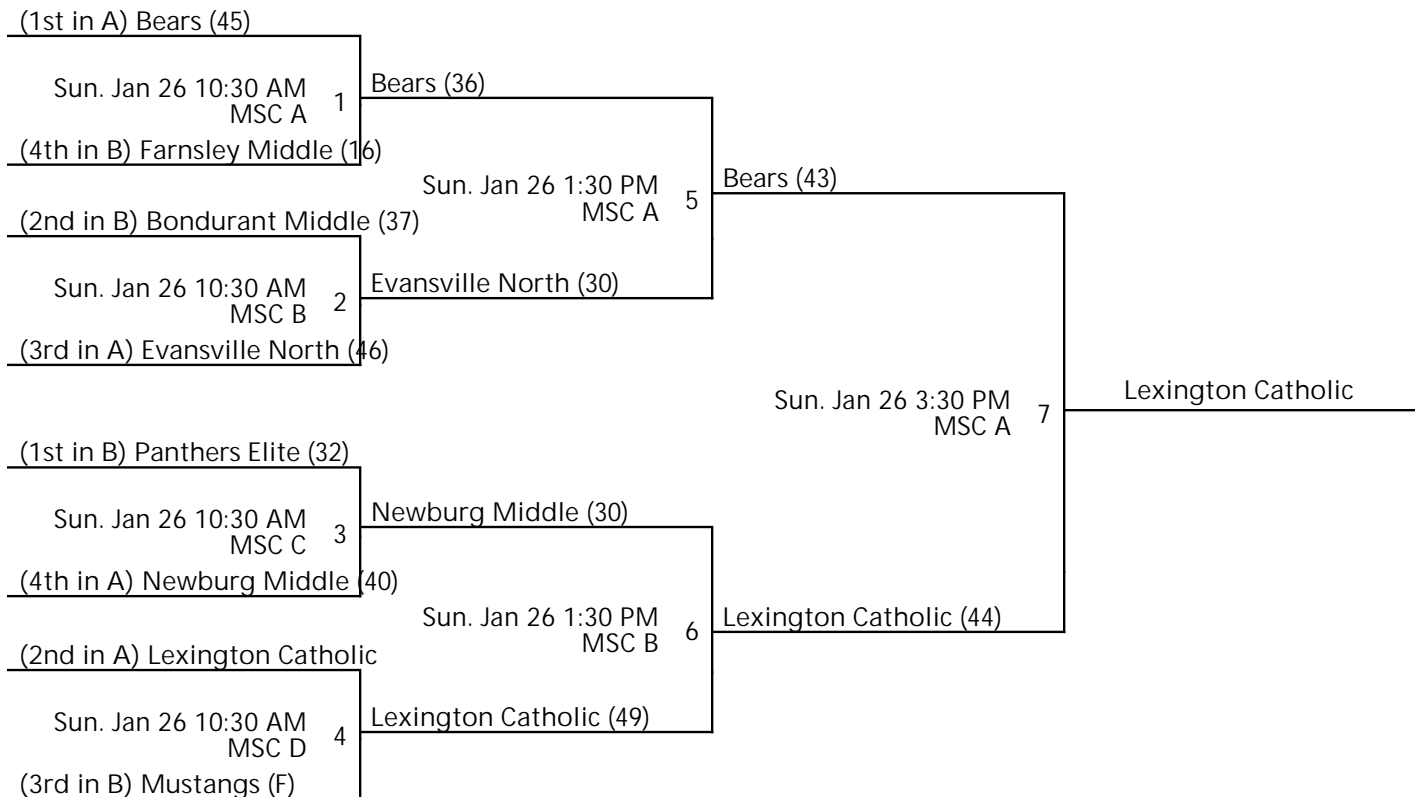 (1st in A) Bears (45)
Sun. Jan 26 10:30 AM
MSC A
1
Bears (36)
(4th in B) Farnsley Middle (16)
Sun. Jan 26 1:30 PM
MSC A
5
Bears (43)
(2nd in B) Bondurant Middle (37)
Sun. Jan 26 10:30 AM
MSC B
2
Evansville North (30)
(3rd in A) Evansville North (46)
Sun. Jan 26 3:30 PM
MSC A
7
Lexington Catholic
(1st in B) Panthers Elite (32)
Sun. Jan 26 10:30 AM
MSC C
3
Newburg Middle (30)
(4th in A) Newburg Middle (40)
Sun. Jan 26 1:30 PM
MSC B
6
Lexington Catholic (44)
(2nd in A) Lexington Catholic
Sun. Jan 26 10:30 AM
MSC D
4
Lexington Catholic (49)
(3rd in B) Mustangs (F)